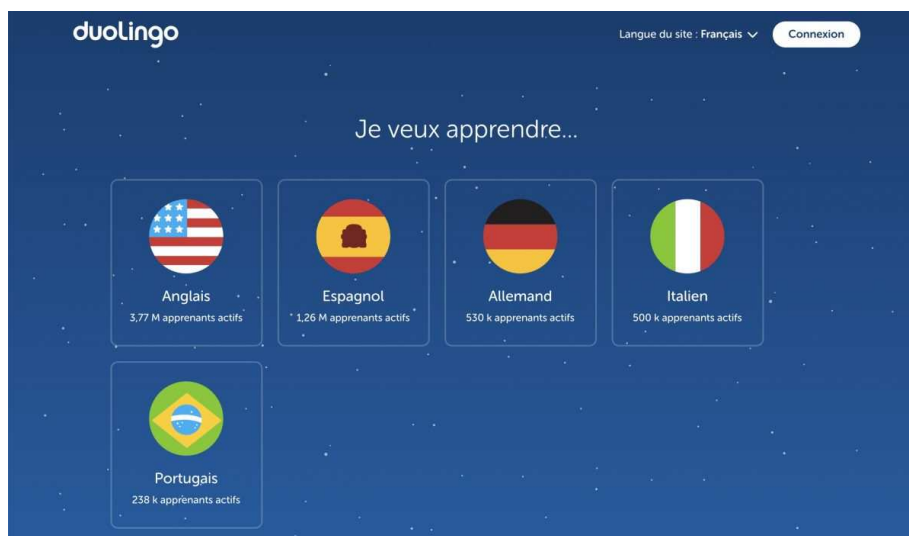 duolingo
Langue du site : Français
Connexion
Je veux apprendre...
Anglais
3,77 M apprenants actifs
Espagnol
1,26 M apprenants actifs
Allemand
530 k apprenants actifs
Italien
500 k apprenants actifs
Portugais
238 k apprenants actifs